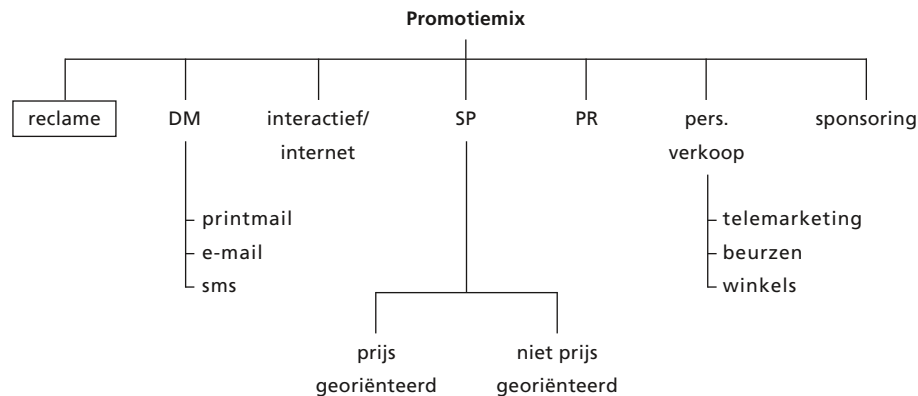 Promotiemix
reclame
DM
interactief/
internet
SP
PR
pers.
verkoop
sponsoring
printmail
e-mail
sms
telemarketing
beurzen
winkels
prijs
georiënteerd
niet prijs
georiënteerd